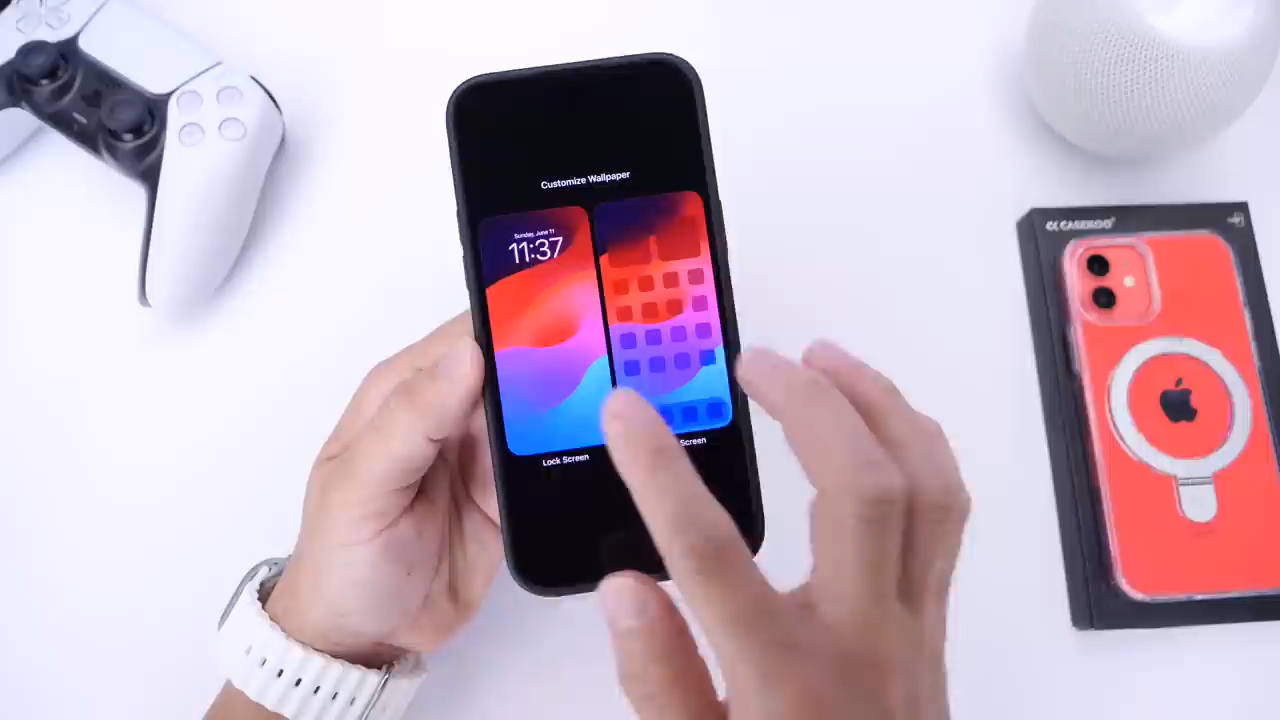 Customize Wallpaper
Sunday, June 11
11:37
Lock Screen
Screen
CASEKOO